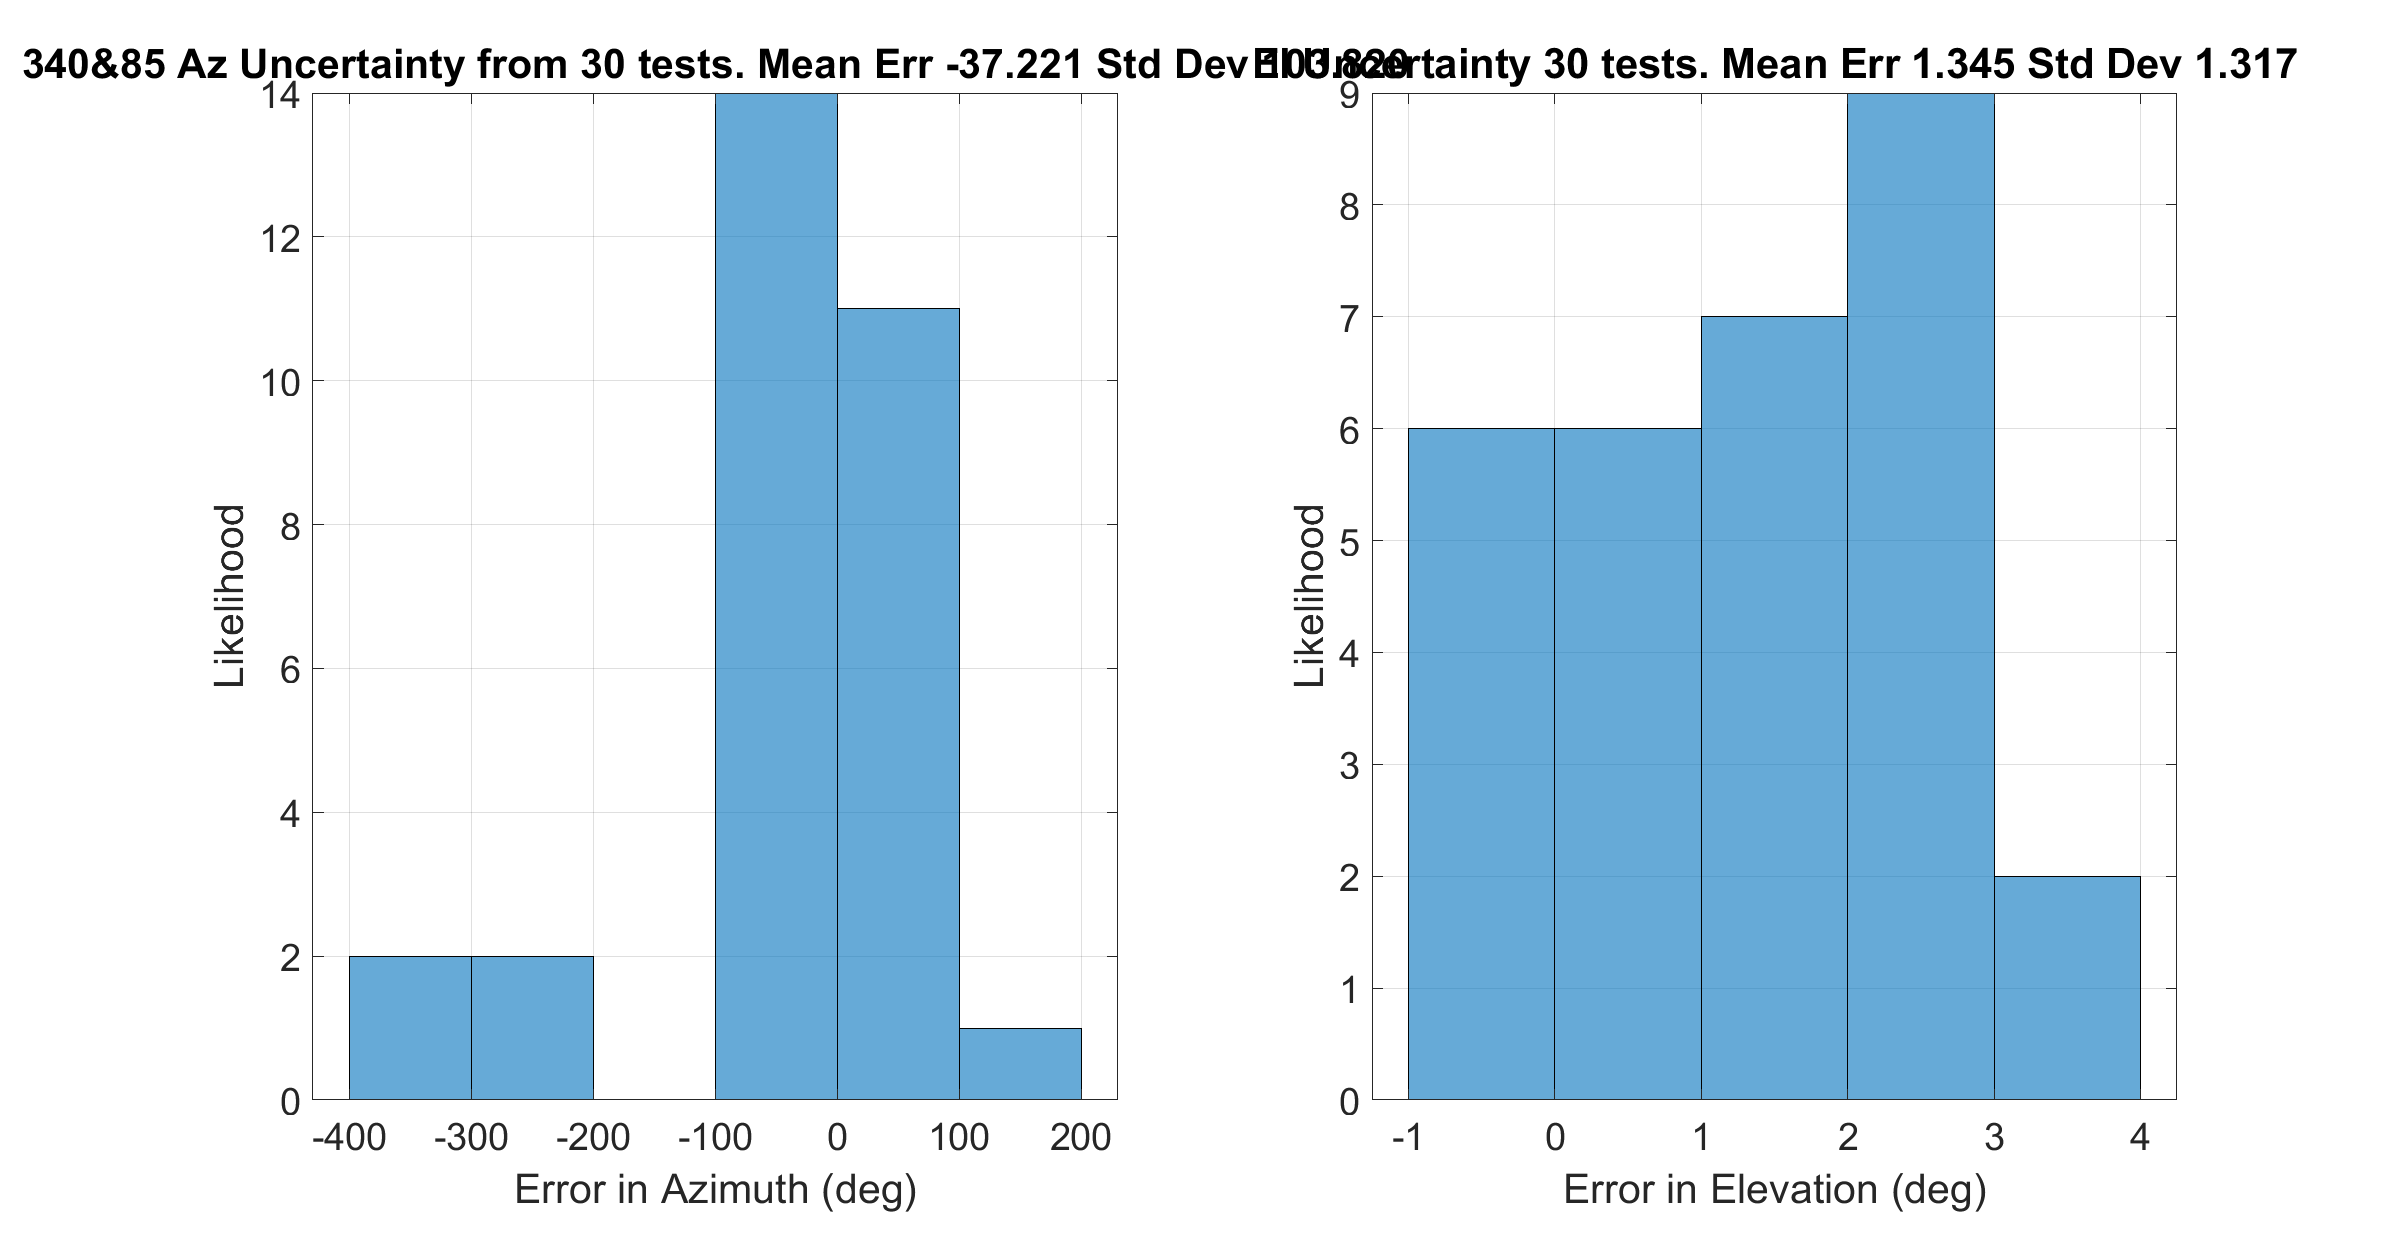 340&85 Az Uncertainty from 30 tests. Mean Err -37.221 Std Dev
El Uncertainty 30 tests. Mean Err 1.345 Std Dev 1.317
14
12
10
8
6
4
2
0
Likelihood
-400 -300 -200 -100 0 100 200
Error in Azimuth (deg)
9
8
7
6
5
4
3
2
1
0
Likelihood
-1 0 1 2 3 4
Error in Elevation (deg)